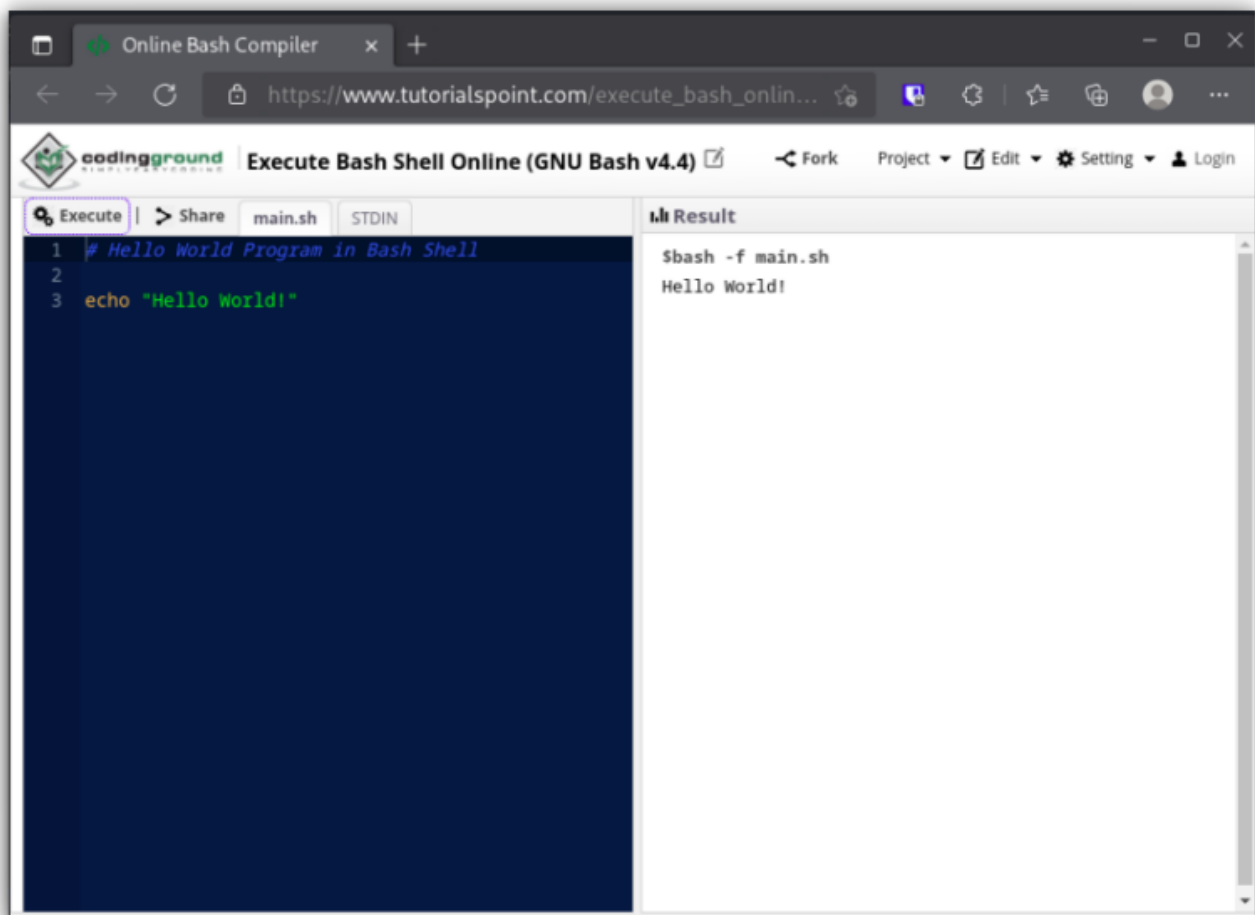 Online Bash Compiler
https://www.tutorialspoint.com/execute_bash_onlin...
codingground
SIMPLYEASYCODING
Execute Bash Shell Online (GNU Bash v4.4)
Fork
Project
Edit
Setting
Login
Execute | Share
main.sh
STDIN
Result
1 # Hello World Program in Bash Shell
2
3 echo "Hello World!"
$bash -f main.sh
Hello World!